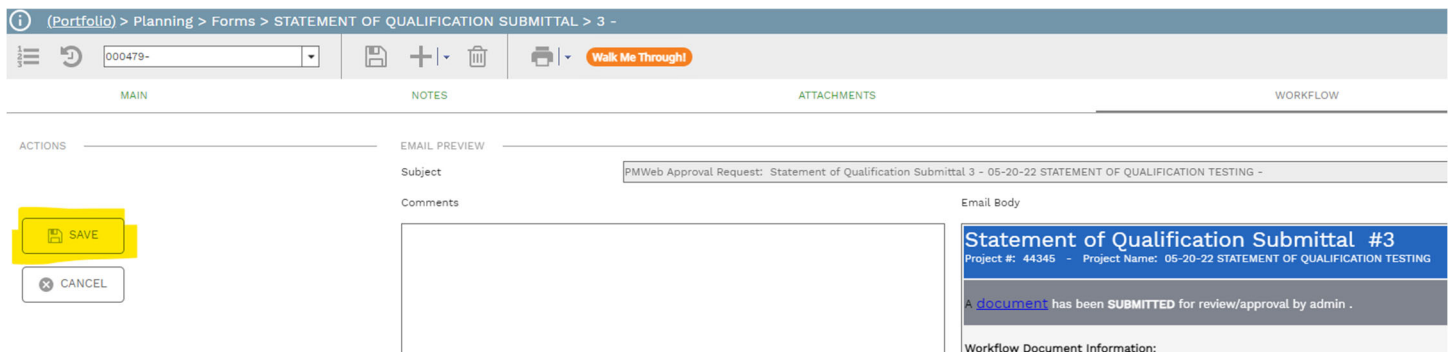 (Portfolio) > Planning > Forms > STATEMENT OF QUALIFICATION SUBMITTAL > 3 -
000479-
Walk Me Through!
MAIN NOTES ATTACHMENTS WORKFLOW
ACTIONS
EMAIL PREVIEW
Subject
PMWeb Approval Request: Statement of Qualification Submittal 3 - 05-20-22 STATEMENT OF QUALIFICATION TESTING -
Comments
Email Body
SAVE
CANCEL
Statement of Qualification Submittal #3
Project #: 44345 - Project Name: 05-20-22 STATEMENT OF QUALIFICATION TESTING
A document has been SUBMITTED for review/approval by admin .
Workflow Document Information: